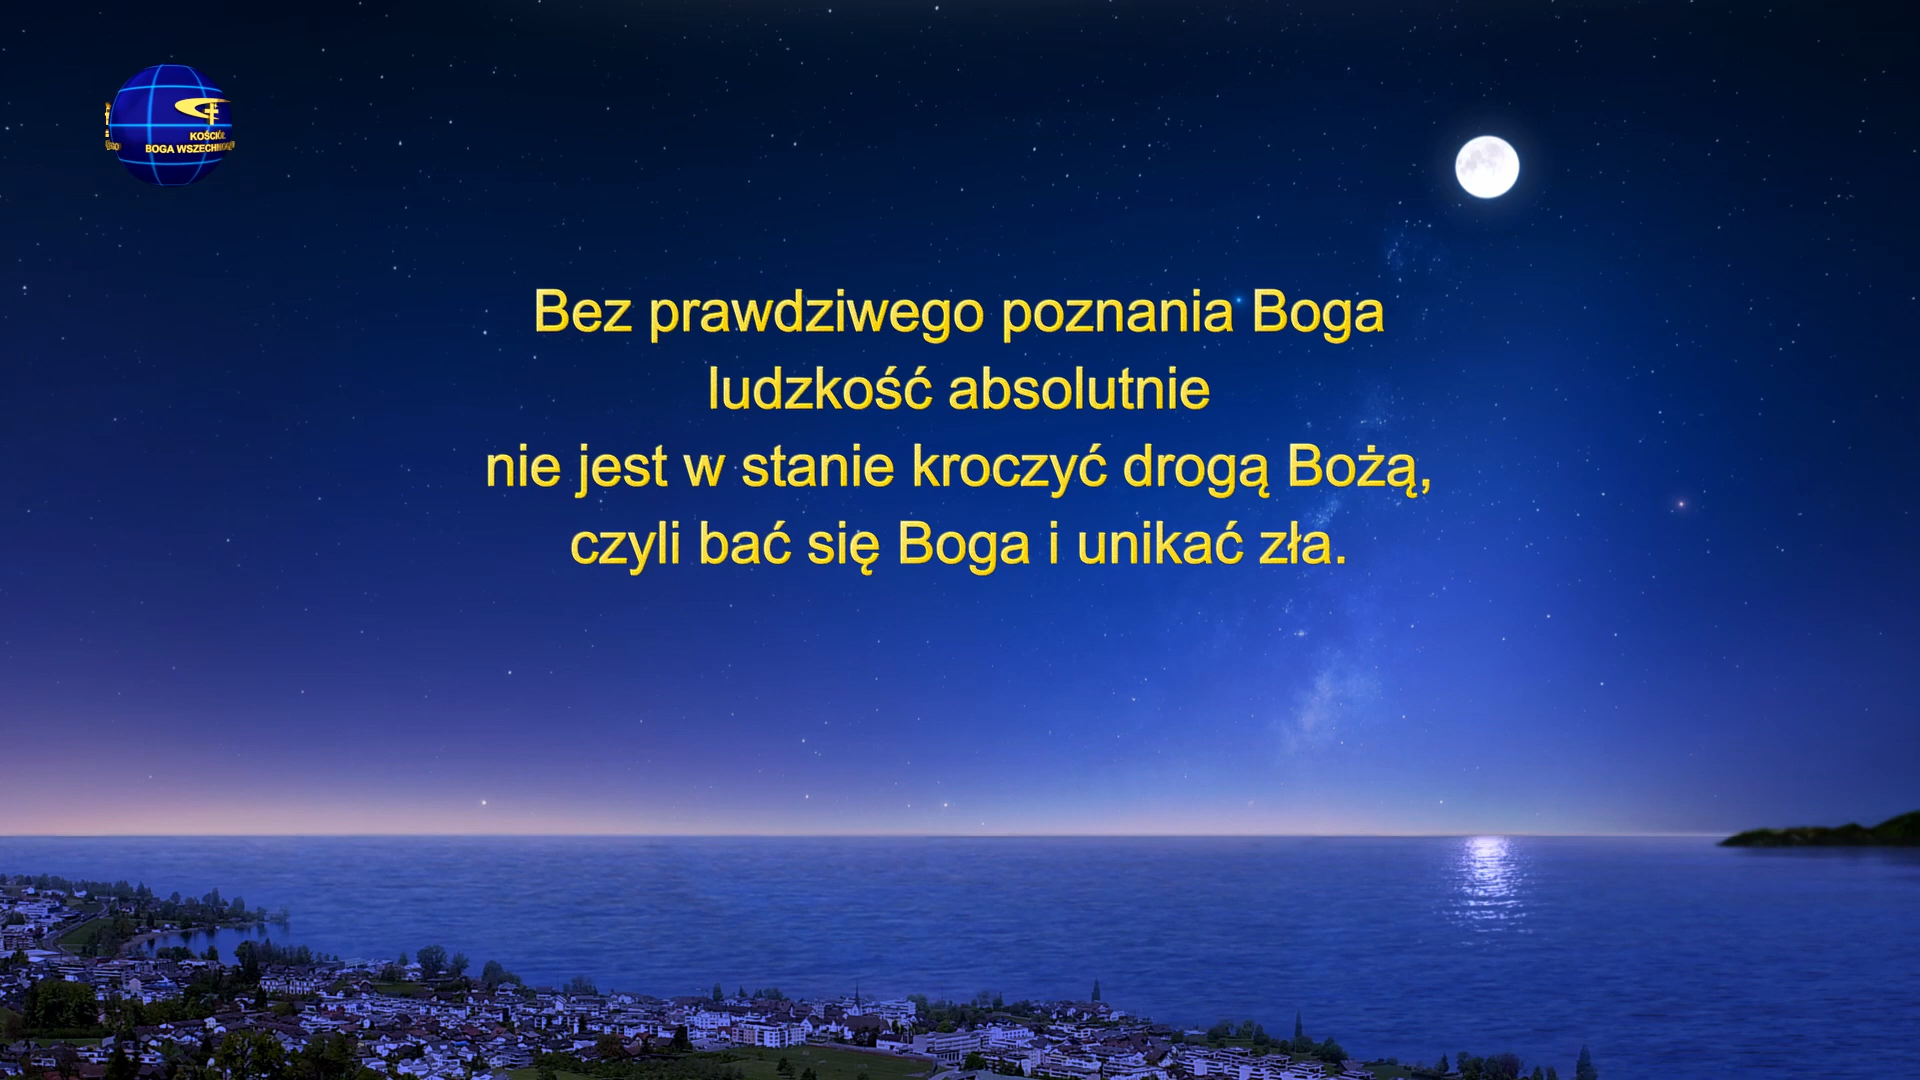 KOŚCIÓŁ
BOGA
Bez prawdziwego poznania Boga
ludzkość absolutnie
nie jest w stanie kroczyć drogą Bożą,
czyli bać się Boga i unikać zła.